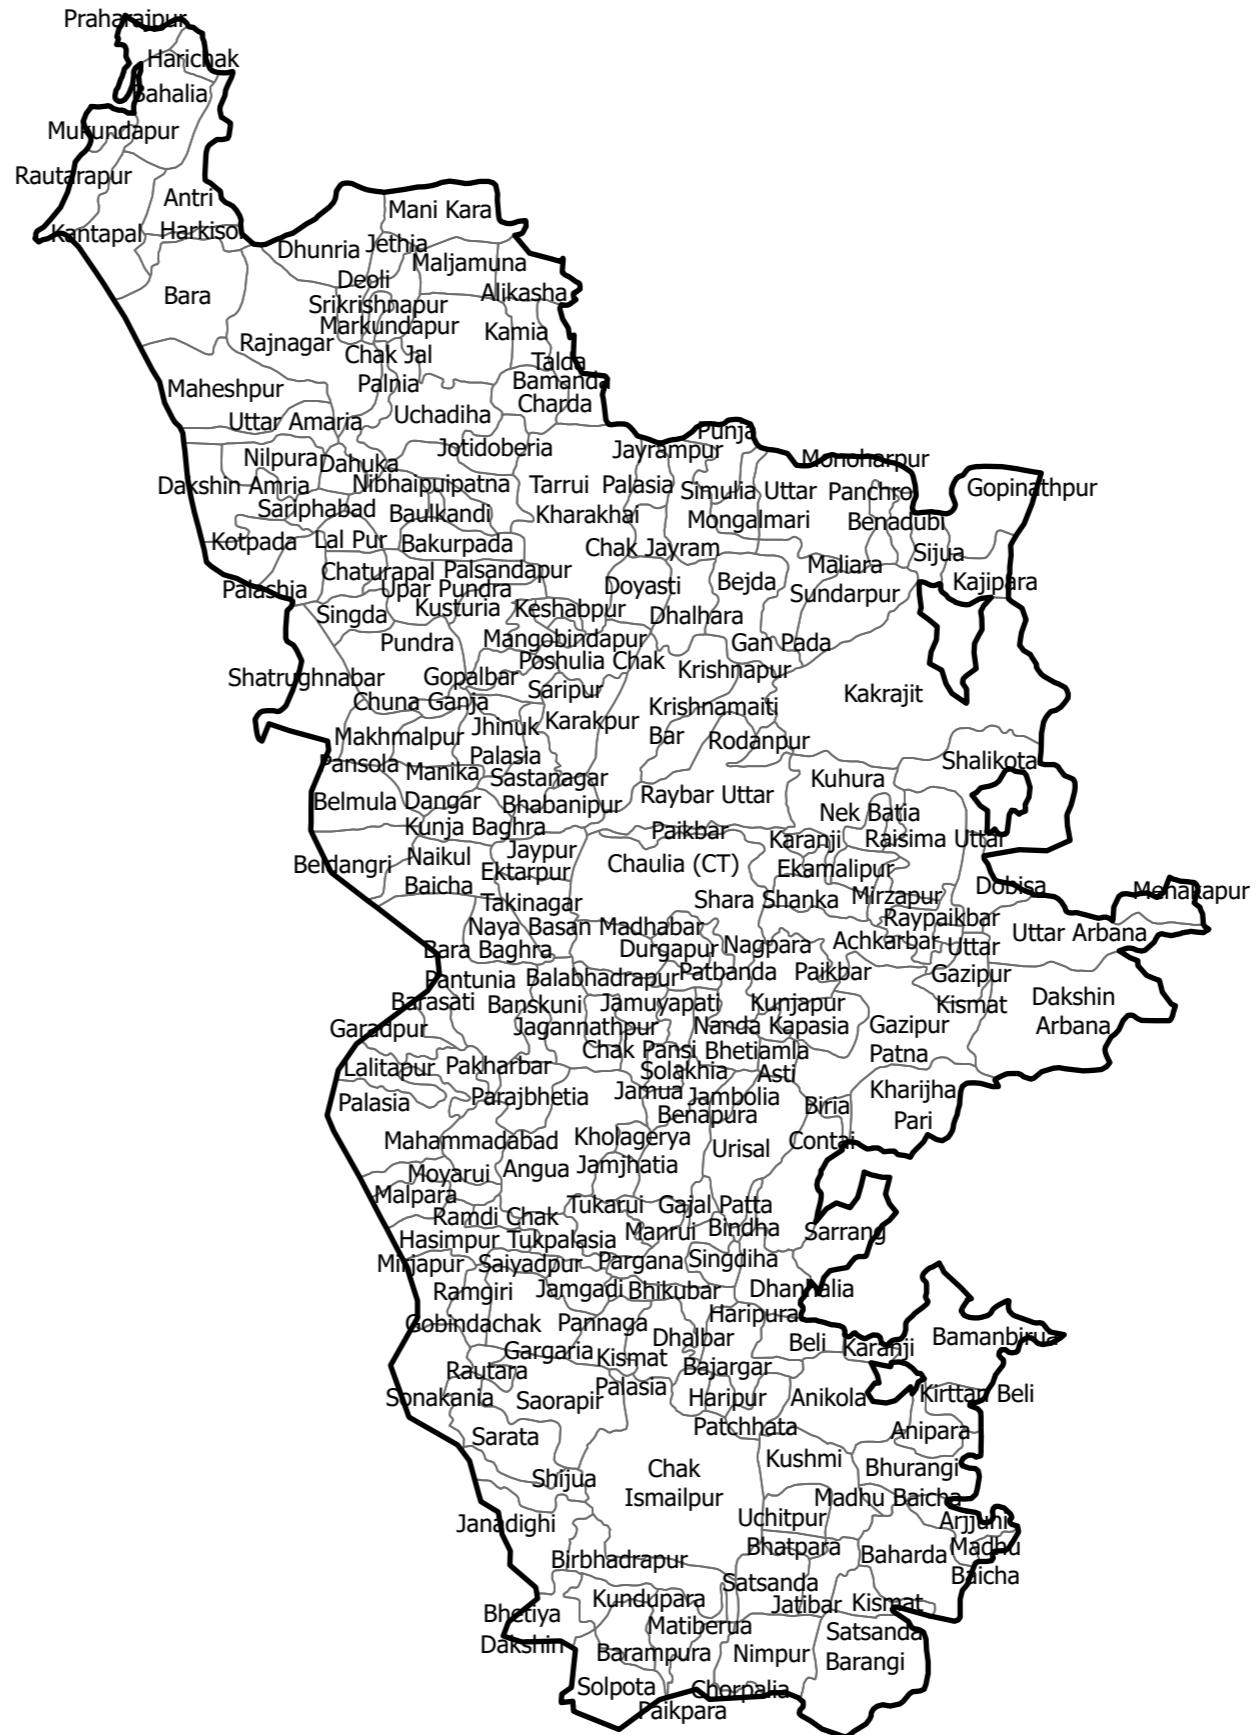 Praharajpur
Harichak
Bahalia
Mukundapur
Rautarapur
Antri
Mani Kara
Kantapal
Harkisol
Dhunria
Jethia
Maljamuna
Deoli
Alikasha
Bara
Srikrishnapur
Markundapur
Kamia
Rajnagar
Chak Jal
Talda
Palnia
Bamanda
Maheshpur
Charda
Uchadiha
Uttar Amaria
Punja
Jotidoberia
Jayrampur
Nilpura
Dahuka
Monoharpur
Dakshin Amria
Nibhaipuipatna
Tarrui
Palasia
Simulia
Uttar
Panchrol
Gopinathpur
Sariphabad
Baulkandi
Kharakhai
Mongalmari
Benadubi
Kotpada
Lal Pur
Bakurpada
Chak Jayram
Sijua
Chaturapal
Palsandapur
Maliara
Palashia
Upar Pundra
Doyasti
Bejda
Sundarpur
Kajipara
Singda
Kusturia
Keshabpur
Dhalhara
Pundra
Mangobindapur
Gan Pada
Poshulia Chak
Shatrughnabar
Gopalbar
Krishnapur
Saripur
Kakrajit
Chuna Ganja
Krishnamaiti
Jhinuk
Karakpur
Makhmalpur
Bar
Rodanpur
Palasia
Pansola
Manika
Shalikota
Sastanagar
Kuhura
Belmula
Dangar
Bhabanipur
Raybar Uttar
Nek Batia
Kunja Baghra
Paikbar
Karanji
Raisima Uttar
Beldangri
Naikul
Jaypur
Chaulia (CT)
Ektarpur
Ekamalipur
Baicha
Dobisa
Menakapur
Takinagar
Shara Shanka
Mirzapur
Raypaikbar
Naya Basan
Madhabar
Uttar Arbana
Bara Baghra
Durgapur
Nagpara
Achkarbar
Uttar
Pantunia
Balabhadrapur
Patbanda
Paikbar
Gazipur
Barasati
Banskuni
Jamuyapati
Kunjapur
Kismat
Dakshin
Arbana
Garadpur
Jagannathpur
Nanda Kapasia
Gazipur
Patna
Chak Pansi
Bhetiamla
Lalitapur
Pakharbar
Solakhia
Asti
Palasia
Parajbhetia
Jamua
Jambolia
Kharijha
Pari
Benapura
Biria
Mahammadabad
Kholagerya
Urisal
Contai
Moyarui
Angua
Jamjhatia
Malpara
Tukarui
Gajal Patta
Ramdi Chak
Manrui
Bindha
Sarrang
Hasimpur
Tukpalasia
Mirjapur
Saiyadpur
Pargana
Singdiha
Ramgiri
Jamgadi
Bhikubar
Dhanhalia
Haripura
Gobindachak
Pannaga
Dhalbar
Beli
Karanji
Bamanbirua
Gargaria
Kismat
Palasia
Bajargar
Rautara
Sonakania
Saorapir
Haripur
Anikola
Kirttan Beli
Patchhata
Anipara
Sarata
Kushmi
Bhurangi
Shijua
Chak
Ismailpur
Madhu Baicha
Janadighi
Uchitpur
Arjjuni
Bhatpara
Baharda
Madhu
Baicha
Birbhadrapur
Satsanda
Kundupara
Jatibar
Kismat
Satsanda
Bhetiya
Dakshin
Matiberua
Barampura
Nimpur
Barangi
Solpota
Chorpalia
Paikpara